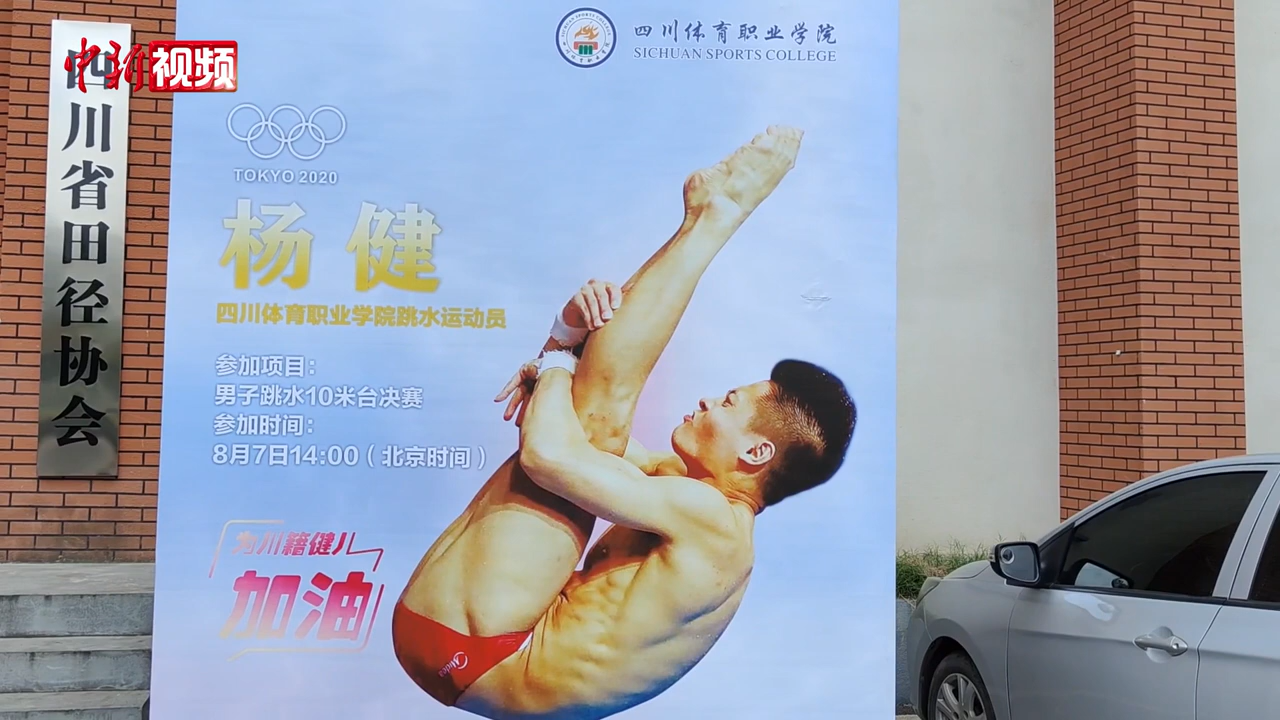 中新视频
四川省田径协会
四川体育职业学院
SICHUAN SPORTS COLLEGE
TOKYO 2020
杨健
四川体育职业学院跳水运动员
参加项目：
男子跳水10米台决赛
参加时间：
8月7日14:00（北京时间）
为川籍健儿
加油
Midea